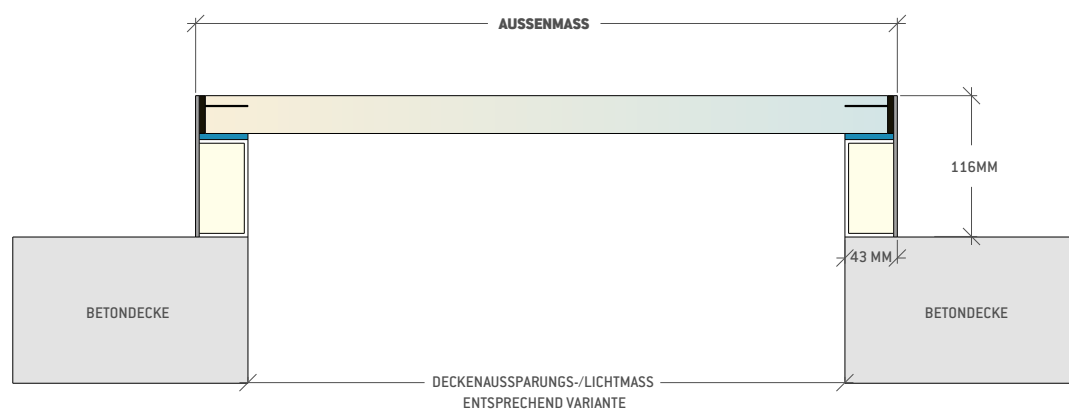 AUSSENMASS
116MM
43 MM
BETONDECKE
BETONDECKE
DECKENAUSSPARUNGS-/LICHTMASS
ENTSPRECHEND VARIANTE